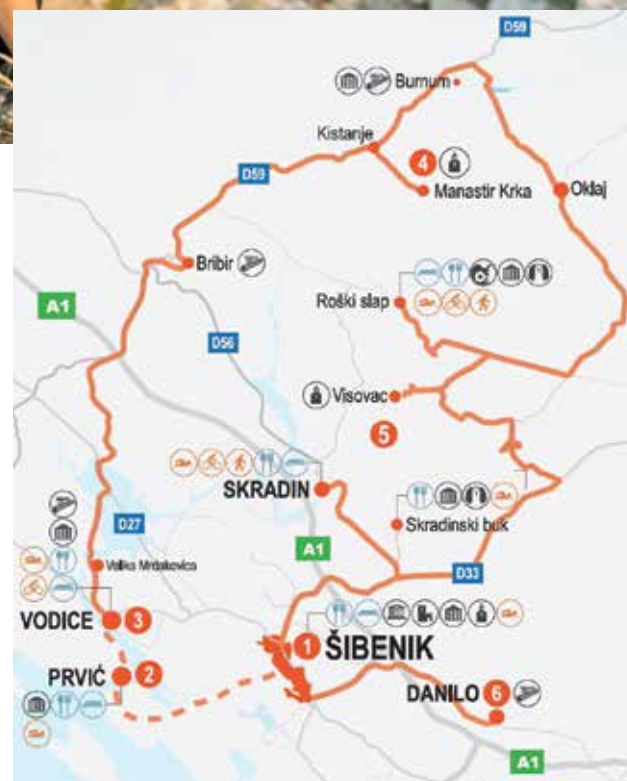 D59
Burnum
Kistanje
4
Manastir Krka
Oklaj
D59
Bribir
A1
Roški slap
D56
Visovac
5
SKRADIN
Skradinski buk
D27
A1
Velika Mrdakovica
D33
VODICE 3
1 ŠIBENIK
PRVIĆ 2
DANILO 6
A1